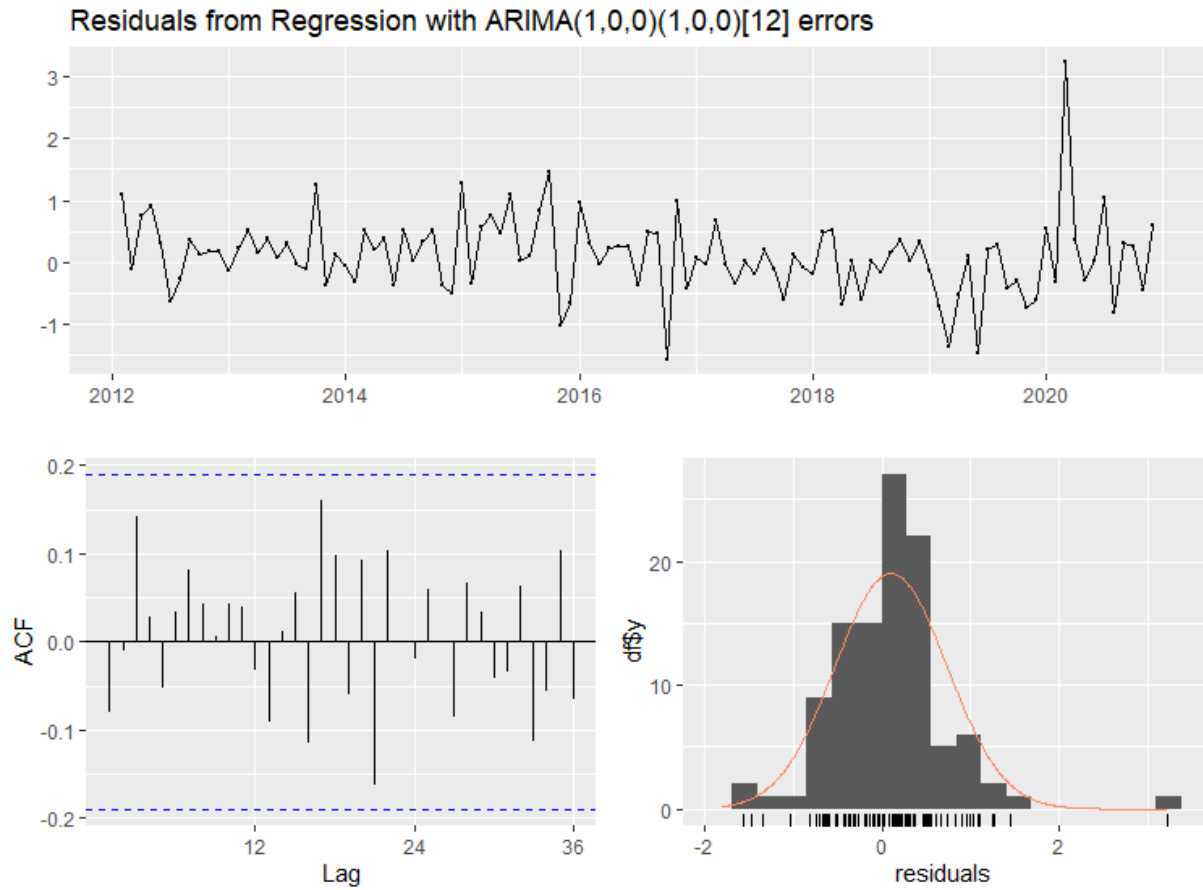 Residuals from Regression with ARIMA(1,0,0)(1,0,0)[12] errors
3
2
1
0
-1
2012 2014 2016 2018 2020
ACF
0.2
0.1
0.0
-0.1
-0.2
12 24 36
Lag
df$y
20
10
0
-2 0 2
residuals